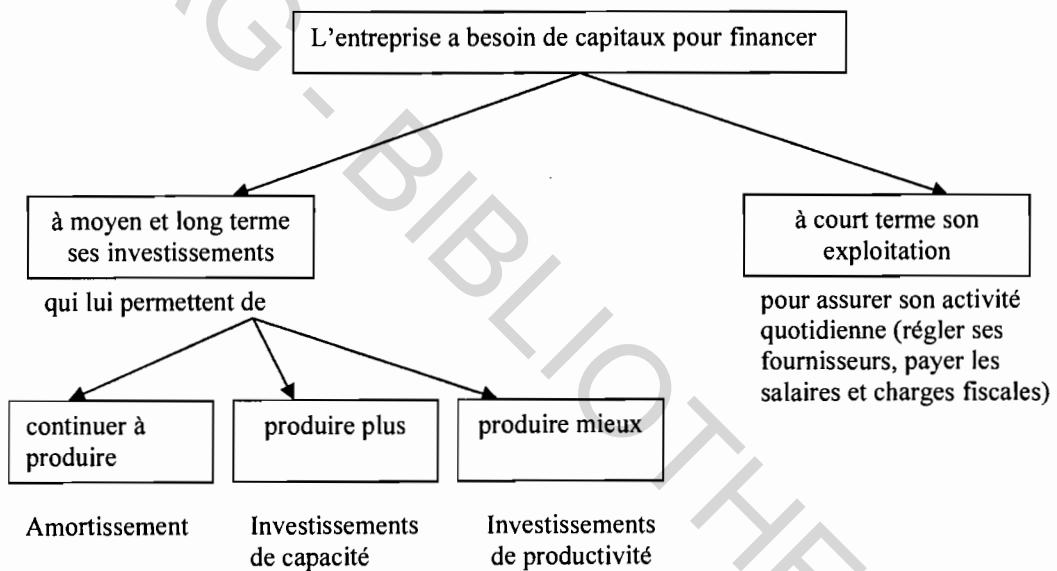 L'entreprise a besoin de capitaux pour financer
à moyen et long terme
ses investissements
qui lui permettent de
continuer à
produire
Amortissement
produire plus
Investissements
de capacité
produire mieux
Investissements
de productivité
à court terme son
exploitation
pour assurer son activité
quotidienne (régler ses
fournisseurs, payer les
salaires et charges fiscales)
G - BIBLIOTHE